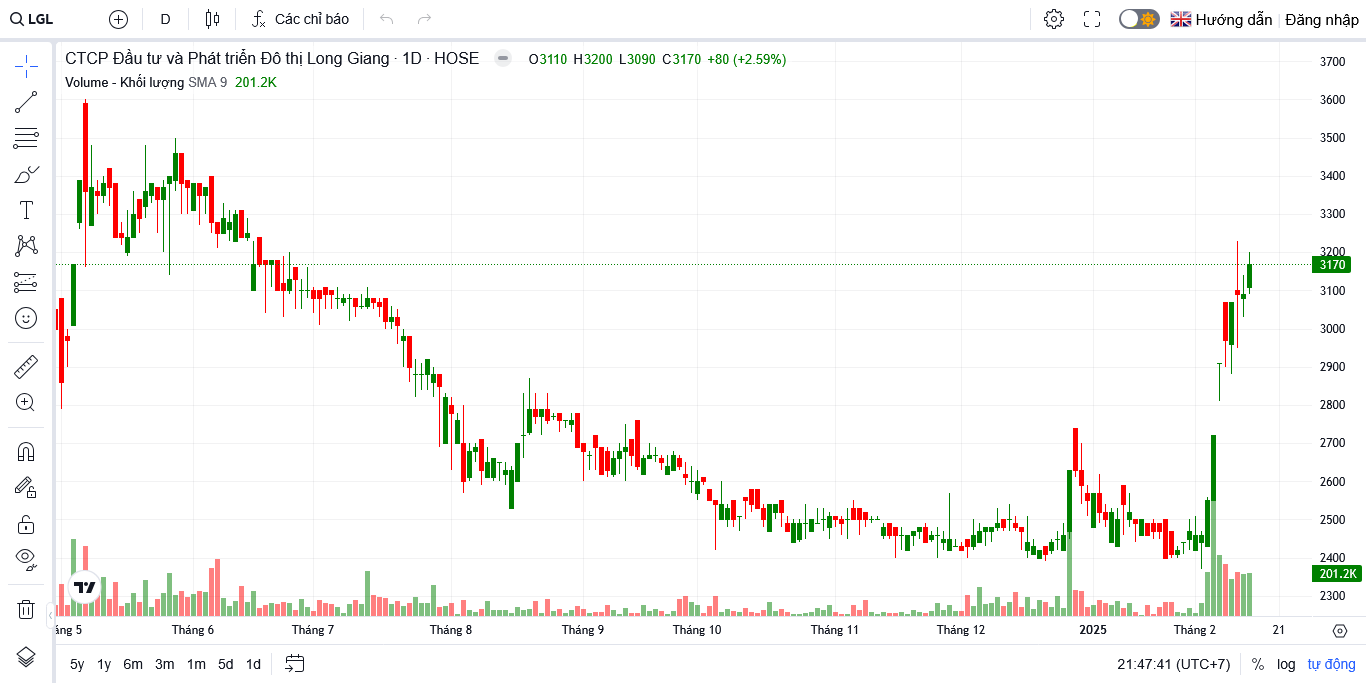 LGL D Các chỉ báo Hướng dẫn Đăng nhập
CTCP Đầu tư và Phát triển Đô thị Long Giang · 1D · HOSE O3110 H3200 L3090 C3170 +80 (+2.59%)
Volume - Khối lượng SMA 9 201.2K
3700
3600
3500
3400
3300
3200
3170
3100
3000
2900
2800
2700
2600
2500
2400
201.2K
2300
áng 5 Tháng 6 Tháng 7 Tháng 8 Tháng 9 Tháng 10 Tháng 11 Tháng 12 2025 Tháng 2 21
5y 1y 6m 3m 1m 5d 1d 21:47:41 (UTC+7) % log tự động